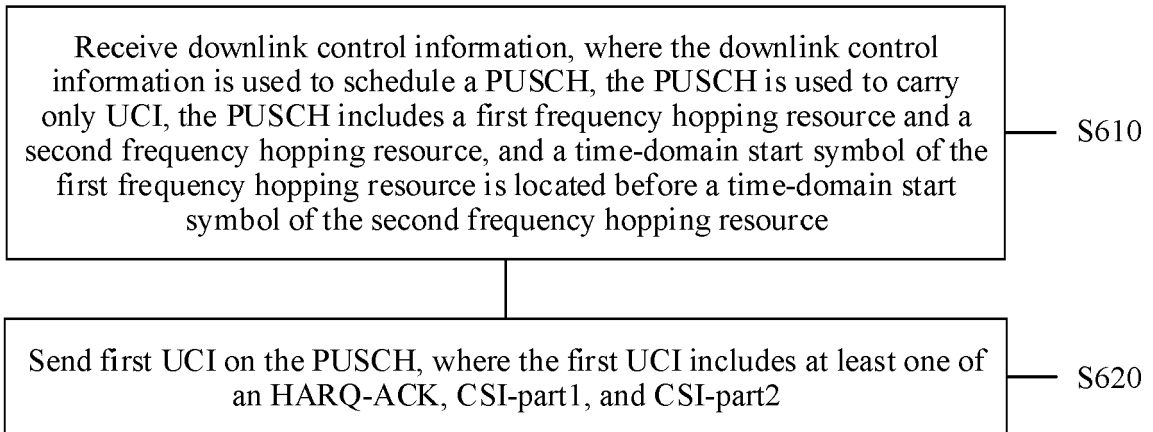 Receive downlink control information, where the downlink control
information is used to schedule a PUSCH, the PUSCH is used to carry
only UCI, the PUSCH includes a first frequency hopping resource and a
second frequency hopping resource, and a time-domain start symbol of the
first frequency hopping resource is located before a time-domain start
symbol of the second frequency hopping resource
S610
Send first UCI on the PUSCH, where the first UCI includes at least one of
an HARQ-ACK, CSI-part1, and CSI-part2
S620